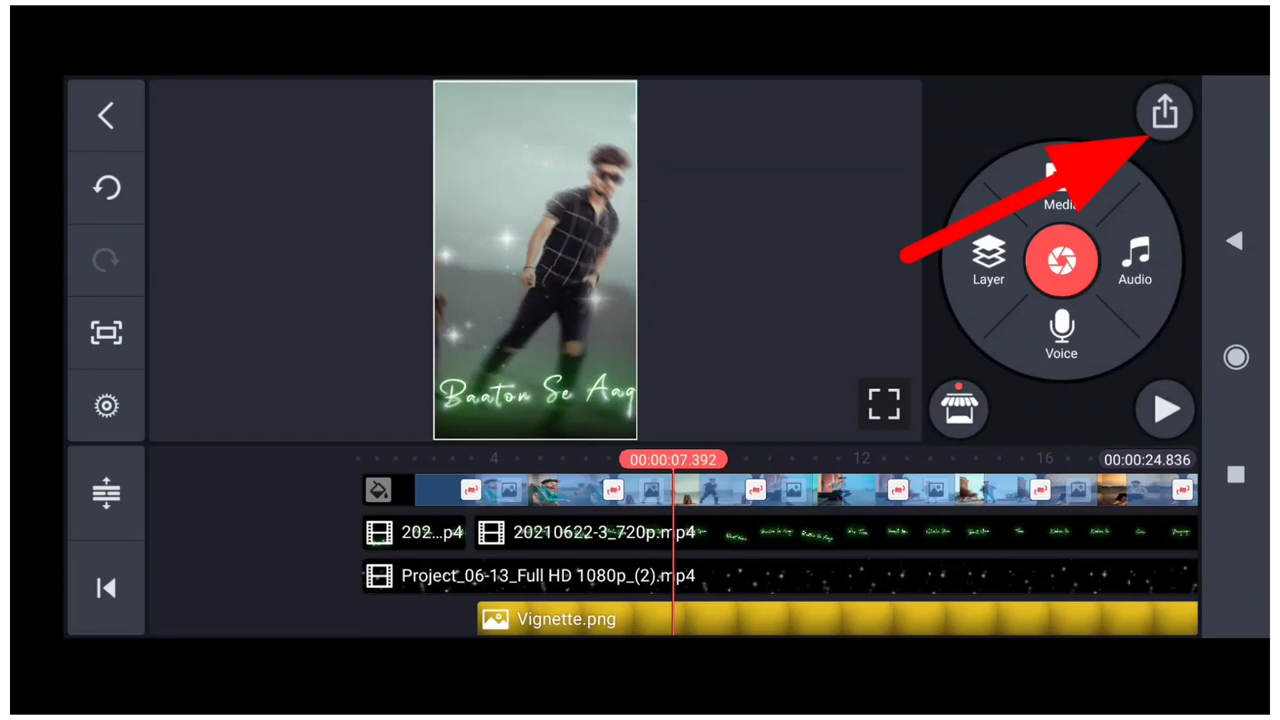 Media
Layer
Audio
Voice
Baaton Se Aaq
4
00:00:07.392
12
16
00:00:24.836
202...p4
20210622-3_720p.mp4
Project_06-13_Full HD 1080p_(2).mp4
Vignette.png